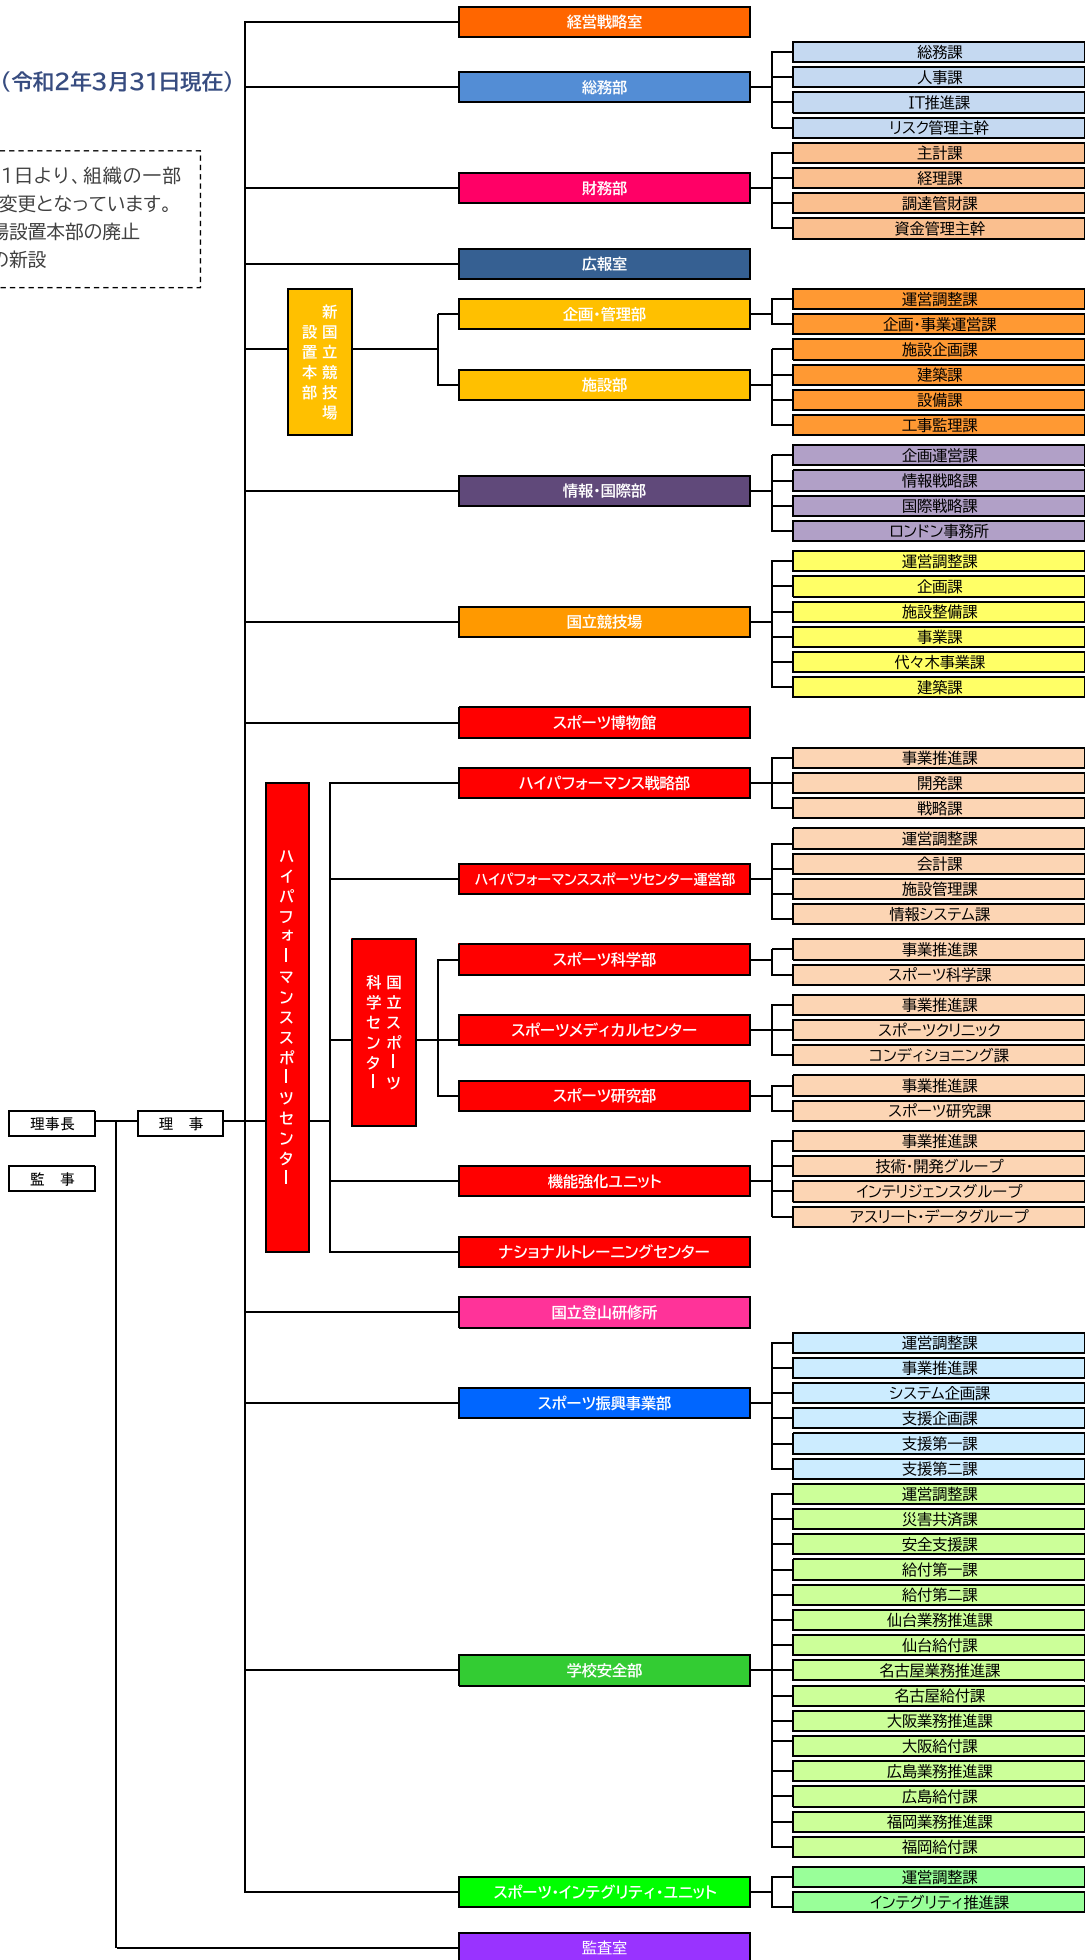 （令和2年3月31日現在）
1日より、組織の一部
変更となっています。
場設置本部の廃止
の新設
経営戦略室
総務部
総務課
人事課
IT推進課
リスク管理主幹
財務部
主計課
経理課
調達管財課
資金管理主幹
広報室
新国立競技場
設置本部
企画・管理部
運営調整課
企画・事業運営課
施設部
施設企画課
建築課
設備課
工事監理課
情報・国際部
企画運営課
情報戦略課
国際戦略課
ロンドン事務所
国立競技場
運営調整課
企画課
施設整備課
事業課
代々木事業課
建築課
スポーツ博物館
ハイパフォーマンススポーツセンター
ハイパフォーマンス戦略部
事業推進課
開発課
戦略課
ハイパフォーマンススポーツセンター運営部
運営調整課
会計課
施設管理課
情報システム課
国立スポーツ
科学センター
スポーツ科学部
事業推進課
スポーツ科学課
スポーツメディカルセンター
事業推進課
スポーツクリニック
コンディショニング課
スポーツ研究部
事業推進課
スポーツ研究課
理事長
理　事
監　事
機能強化ユニット
事業推進課
技術・開発グループ
インテリジェンスグループ
アスリート・データグループ
ナショナルトレーニングセンター
国立登山研修所
スポーツ振興事業部
運営調整課
事業推進課
システム企画課
支援企画課
支援第一課
支援第二課
学校安全部
運営調整課
災害共済課
安全支援課
給付第一課
給付第二課
仙台業務推進課
仙台給付課
名古屋業務推進課
名古屋給付課
大阪業務推進課
大阪給付課
広島業務推進課
広島給付課
福岡業務推進課
福岡給付課
スポーツ・インテグリティ・ユニット
運営調整課
インテグリティ推進課
監査室